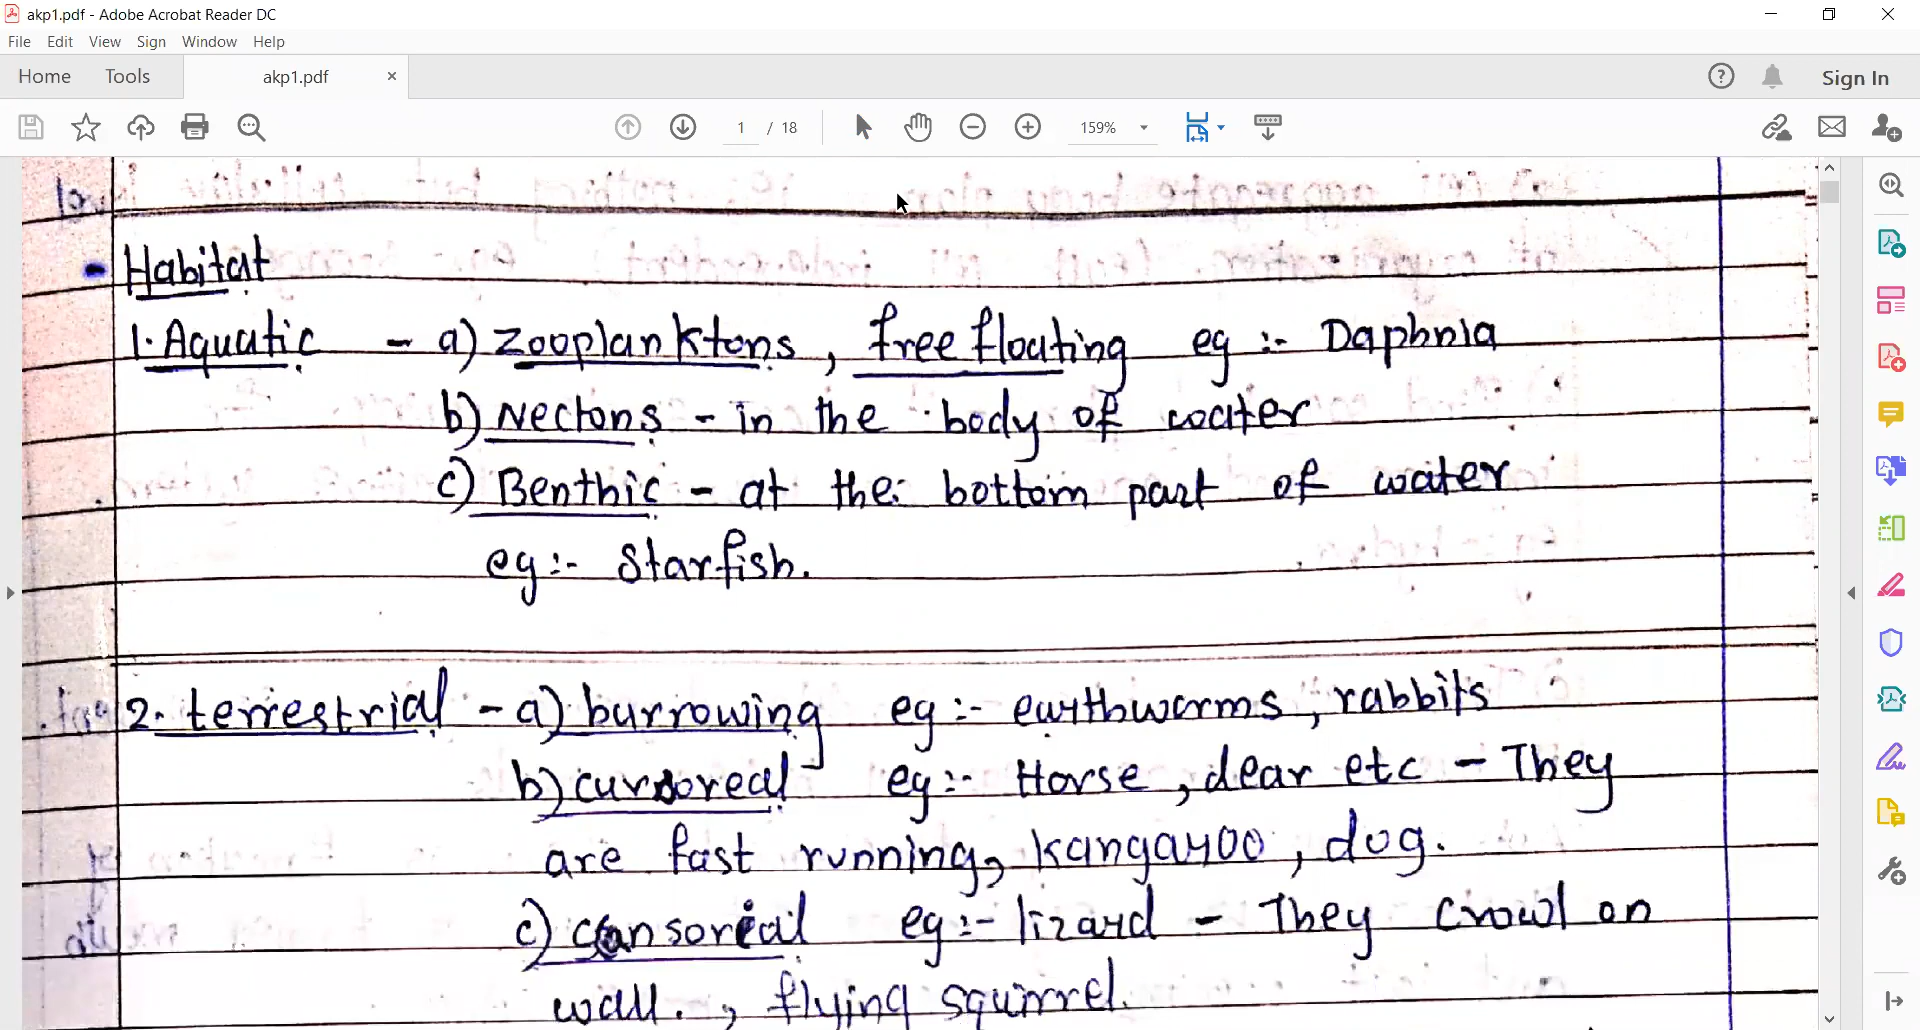 akp1.pdf - Adobe Acrobat Reader DC
File Edit View Sign Window Help
Home Tools akp1.pdf × Sign In
1 / 18 159%
Habitat
1. Aquatic - a) Zooplanktons, free floating eg :- Daphnia
b) Nectons - in the body of water
c) Benthic - at the bottom part of water
eg :- Starfish.
2. terrestrial - a) burrowing eg :- earthworms, rabbits
b) cursoreal eg :- Horse, dear etc - They
are fast running, kangaroo, dog.
c) eg :- lizard - They crowl on
wall. , flying squirrel.